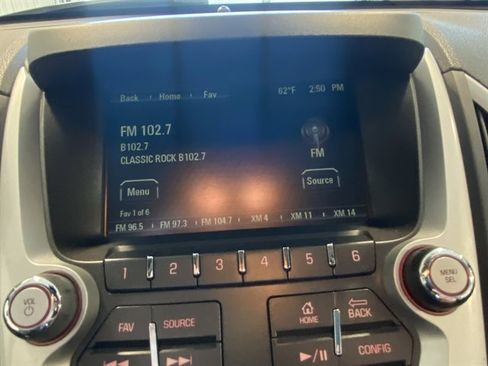 Back Home Fav 62°F 2:50 PM
FM 102.7
B102.7
CLASSIC ROCK B102.7
FM
Menu
Source
Fav 1 of 6
FM 96.5 FM 97.3 FM 104.7 XM 4 XM 11 XM 14
1 2 3 4 5 6
VOL
MENU
SEL
FAV SOURCE
HOME
BACK
CONFIG